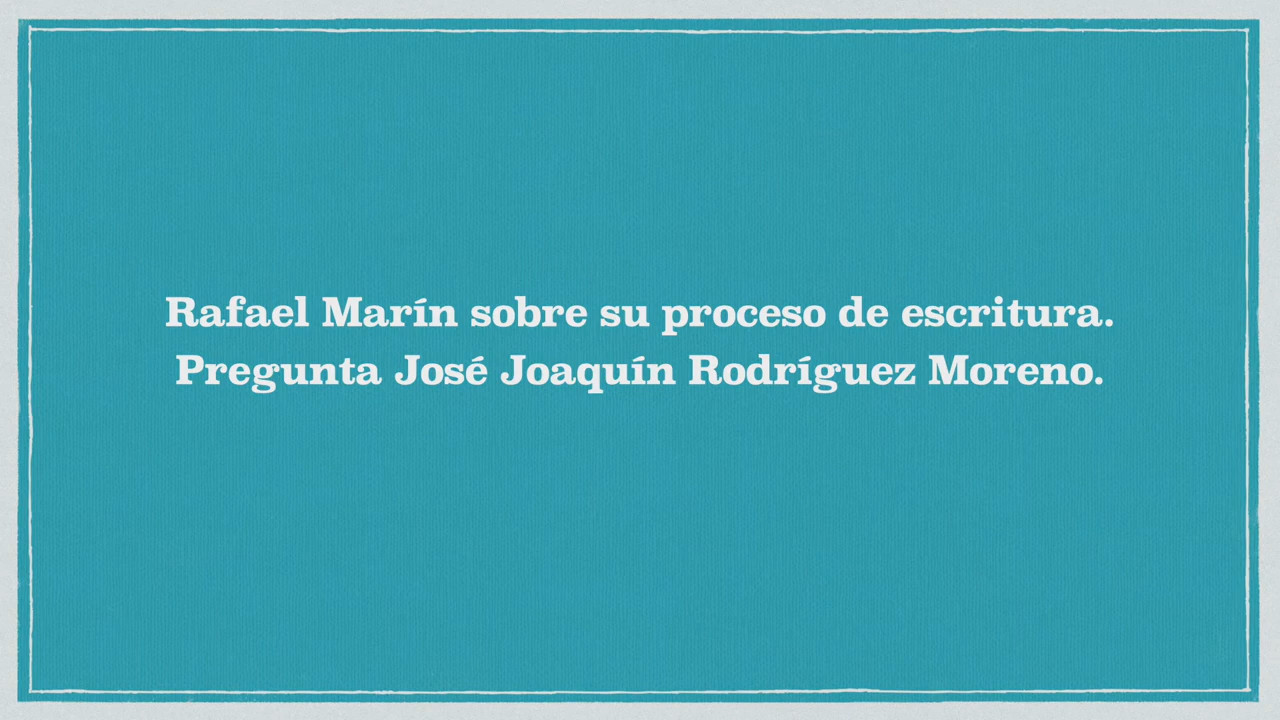 Rafael Marín sobre su proceso de escritura.
Pregunta José Joaquín Rodríguez Moreno.